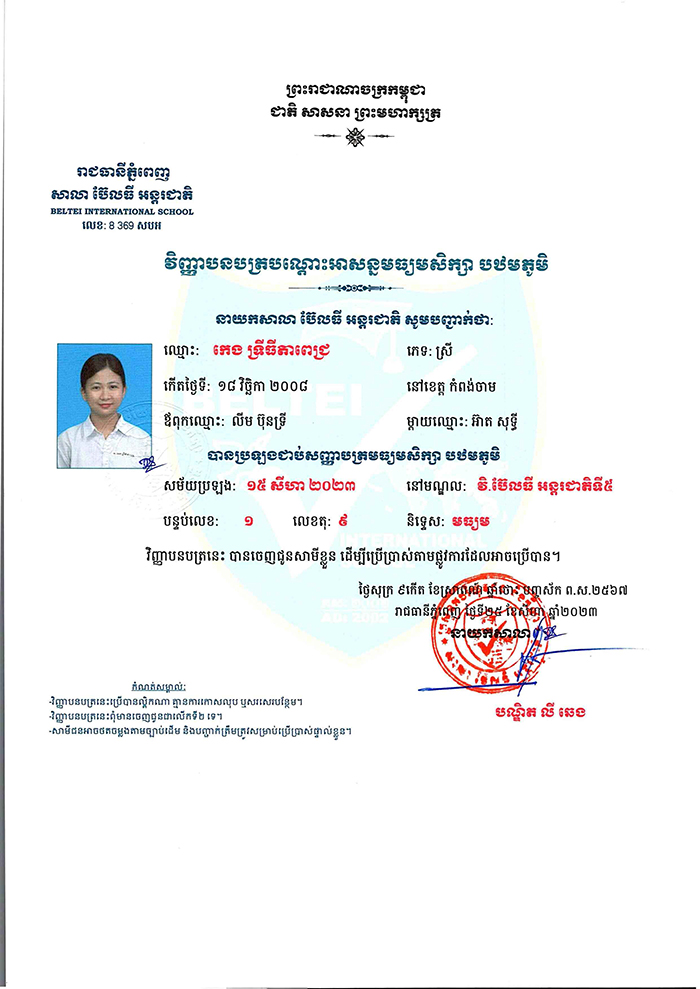 ព្រះរាជាណាចក្រកម្ពុជា
ជាតិ សាសនា ព្រះមហាក្សត្រ
រាជធានីភ្នំពេញ
សាលា ប៊ែលធី អន្តរជាតិ
BELTEI INTERNATIONAL SCHOOL
លេខ: 8 369 សបអ
វិញ្ញាបនបត្របណ្ដោះអាសន្នមធ្យមសិក្សា បឋមភូមិ
នាយកសាលា ប៊ែលធី អន្តរជាតិ សូមបញ្ជាក់ថា:
ឈ្មោះ: កេង ទ្រីធីតាពេជ្រ ភេទ: ស្រី
កើតថ្ងៃទី: ១៨ វិច្ឆិកា ២០០៨ នៅខេត្ត កំពង់ចាម
ឪពុកឈ្មោះ: លីម ប៊ុនទ្រី ម្ដាយឈ្មោះ: អ៊ាត សុទ្ធី
បានប្រឡងជាប់សញ្ញាបត្រមធ្យមសិក្សា បឋមភូមិ
សម័យប្រឡង: ១៥ សីហា ២០២៣ នៅមណ្ឌល: វិ.ប៊ែលធី អន្តរជាតិទី៥
បន្ទប់លេខ: ១ លេខតុ: ៩ និទ្ទេស: មធ្យម
វិញ្ញាបនបត្រនេះ បានចេញជូនសាមីខ្លួន ដើម្បីប្រើប្រាស់តាមផ្លូវការដែលអាចប្រើបាន។
ថ្ងៃសុក្រ ៩កើត ខែស្រាពណ៍ ឆ្នាំថោះ បញ្ចស័ក ព.ស.២៥៦៧
រាជធានីភ្នំពេញ ថ្ងៃទី២៥ ខែសីហា ឆ្នាំ២០២៣
នាយកសាលា
បណ្ឌិត លី ឆេង
កំណត់សម្គាល់:
-វិញ្ញាបនបត្រនេះប្រើបានល្គឹកណា គ្មានការកោសលុប ឬសរសេរបន្ថែម។
-វិញ្ញាបនបត្រនេះពុំមានចេញជូនជាលើកទី២ ទេ។
-សាមីជនអាចថតចម្លងតាមច្បាប់ដើម និងបញ្ជាក់ត្រឹមត្រូវសម្រាប់ប្រើប្រាស់ផ្ទាល់ខ្លួន។